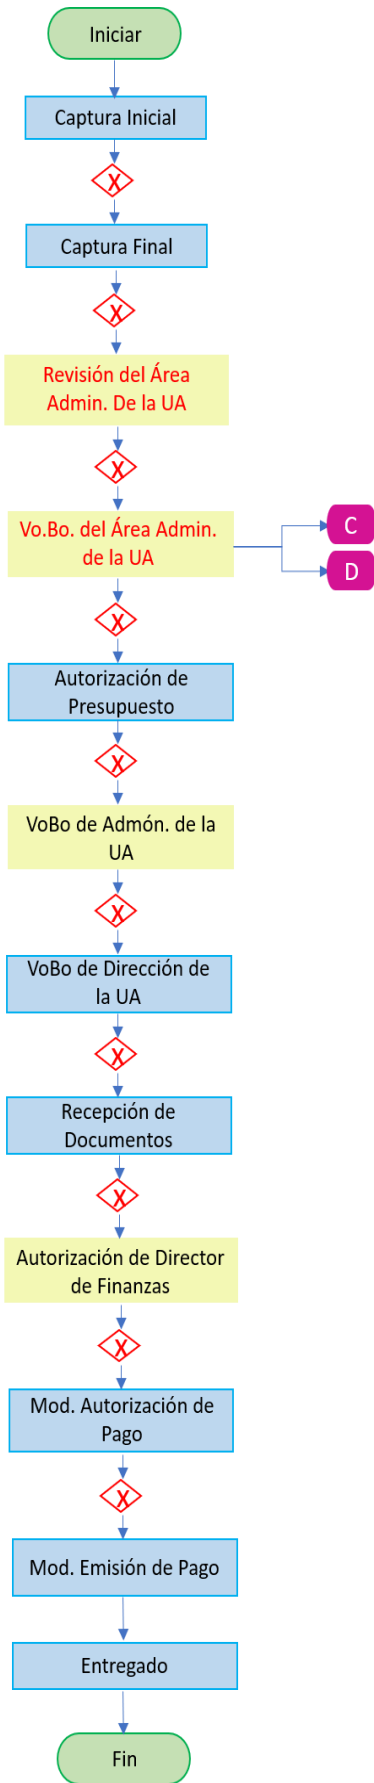 Iniciar
Captura Inicial
X
Captura Final
X
Revisión del Área
Admin. De la UA
X
Vo.Bo. del Área Admin.
de la UA
C
D
X
Autorización de
Presupuesto
X
VoBo de Admón. de la
UA
X
VoBo de Dirección de
la UA
X
Recepción de
Documentos
X
Autorización de Director
de Finanzas
X
Mod. Autorización de
Pago
X
Mod. Emisión de Pago
Entregado
Fin